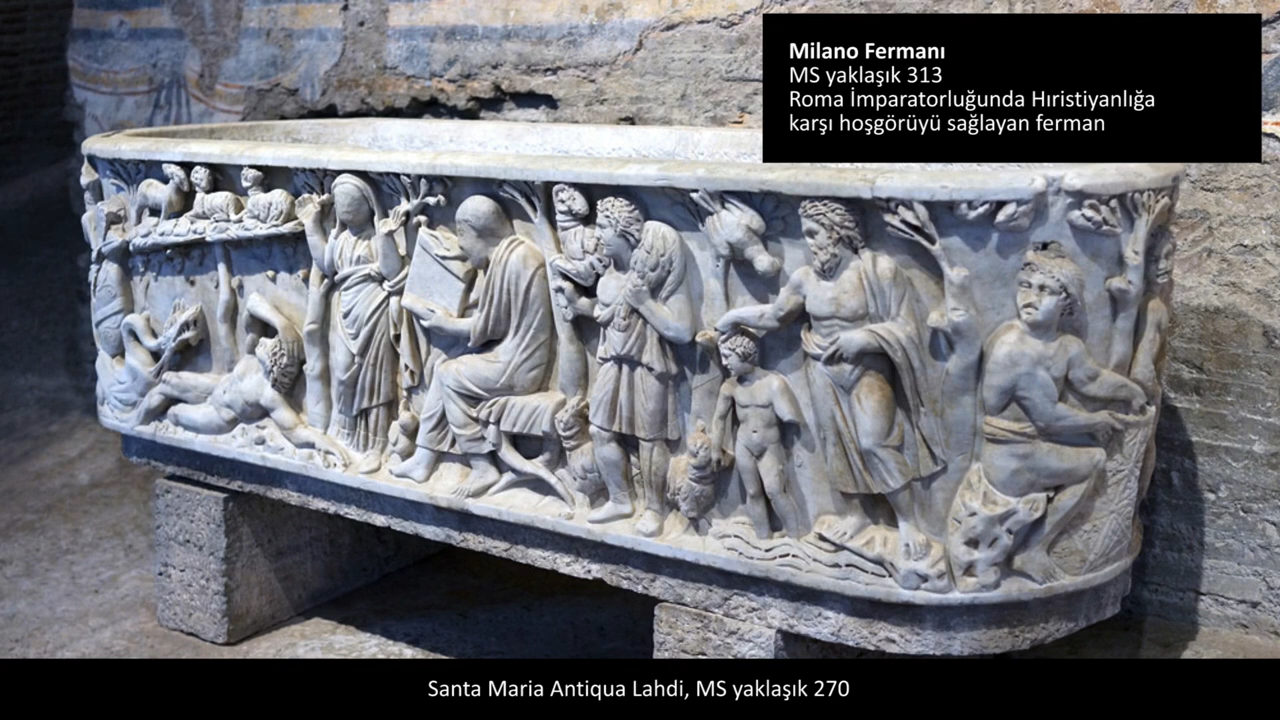 Milano Fermanı
MS yaklaşık 313
Roma İmparatorluğunda Hıristiyanlığa
karşı hoşgörüyü sağlayan ferman
Santa Maria Antiqua Lahdi, MS yaklaşık 270